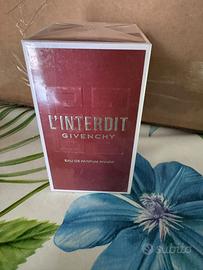 L'INTERDIT
GIVENCHY
EAU DE PARFUM ROUGE
subito